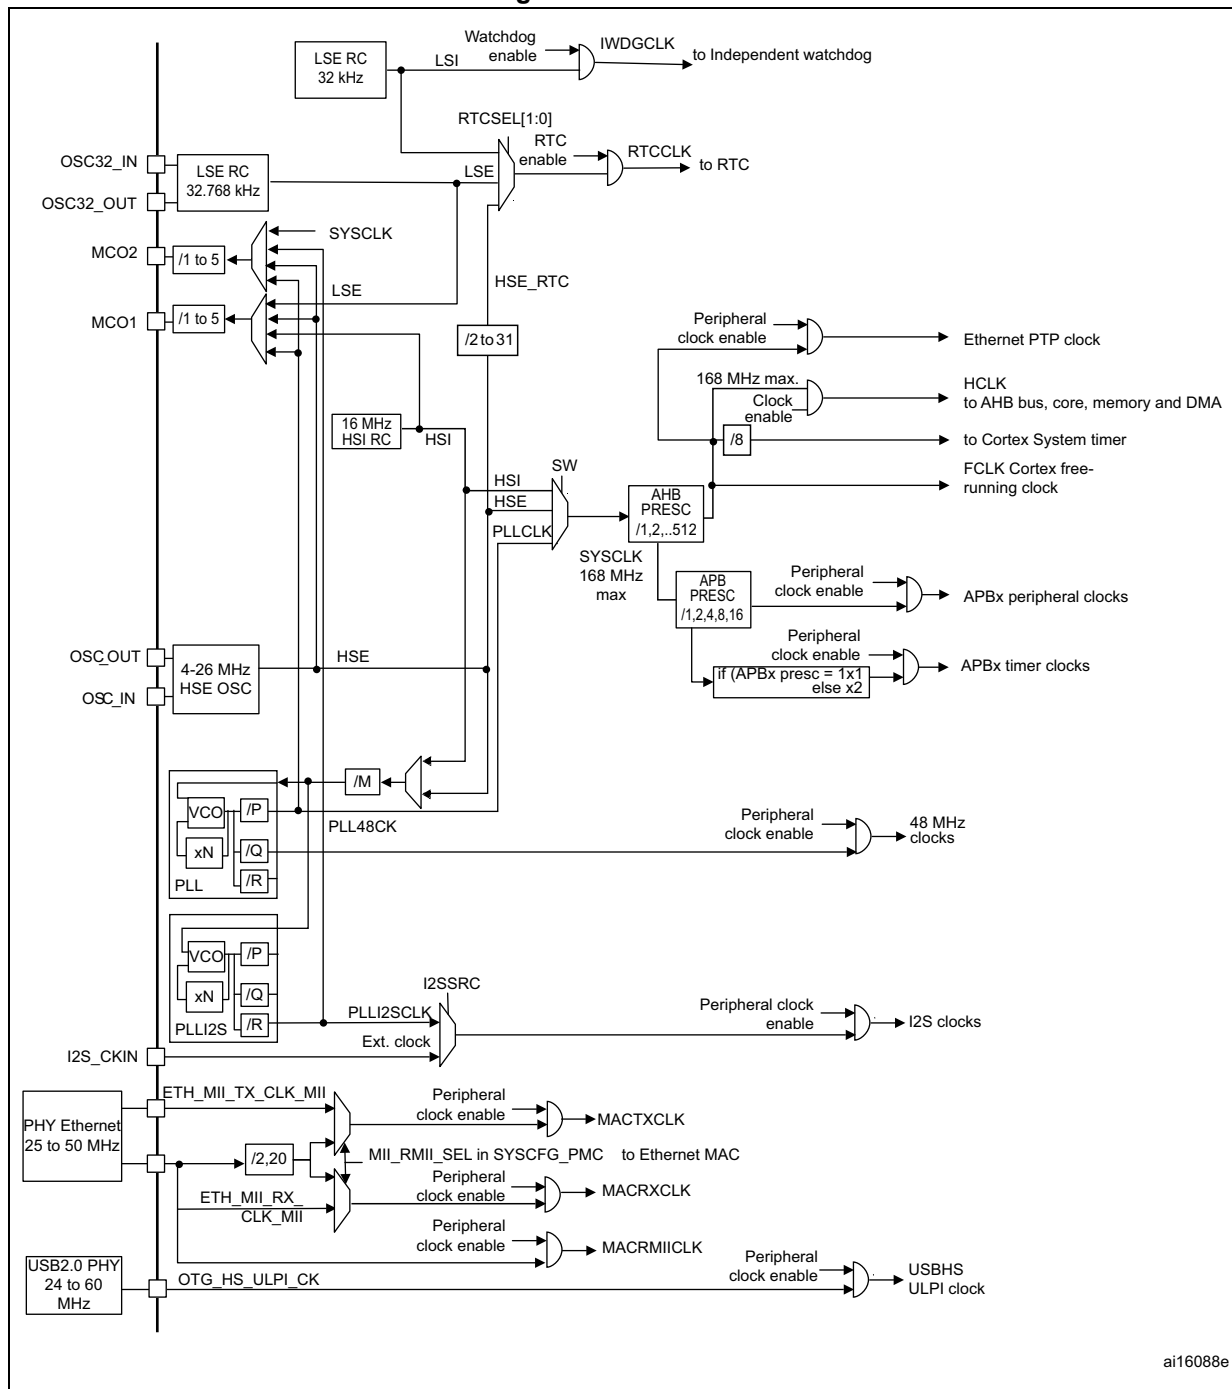 g
LSE RC
32 kHz
LSI
Watchdog
enable
IWDGCLK
to Independent watchdog
RTCSEL[1:0]
RTC
enable
RTCCLK
to RTC
OSC32_IN
OSC32_OUT
LSE RC
32.768 kHz
LSE
SYSCLK
MCO2
/1 to 5
HSE_RTC
LSE
MCO1
/1 to 5
/2 to 31
Peripheral
clock enable
Ethernet PTP clock
168 MHz max.
Clock
enable
HCLK
to AHB bus, core, memory and DMA
16 MHz
HSI RC
HSI
/8
to Cortex System timer
FCLK Cortex free-
running clock
SW
HSI
HSE
PLLCLK
AHB
PRESC
/1,2,..512
SYSCLK
168 MHz
max
APB
PRESC
/1,2,4,8,16
Peripheral
clock enable
APBx peripheral clocks
Peripheral
clock enable
if (APBx presc = 1x1
else x2
APBx timer clocks
OSC_OUT
OSC_IN
4-26 MHz
HSE OSC
HSE
/M
VCO
/P
xN
/Q
/R
PLL
PLL48CK
Peripheral
clock enable
48 MHz
clocks
VCO
/P
xN
/Q
/R
PLLI2S
I2SSRC
PLLI2SCLK
Ext. clock
Peripheral clock
enable
I2S clocks
I2S_CKIN
PHY Ethernet
25 to 50 MHz
ETH_MII_TX_CLK_MII
Peripheral
clock enable
MACTXCLK
/2,20
MII_RMII_SEL in SYSCFG_PMC
to Ethernet MAC
ETH_MII_RX_
CLK_MII
Peripheral
clock enable
MACRXCLK
Peripheral
clock enable
MACRMIICLK
USB2.0 PHY
24 to 60
MHz
OTG_HS_ULPI_CK
Peripheral
clock enable
USBHS
ULPI clock
ai16088e